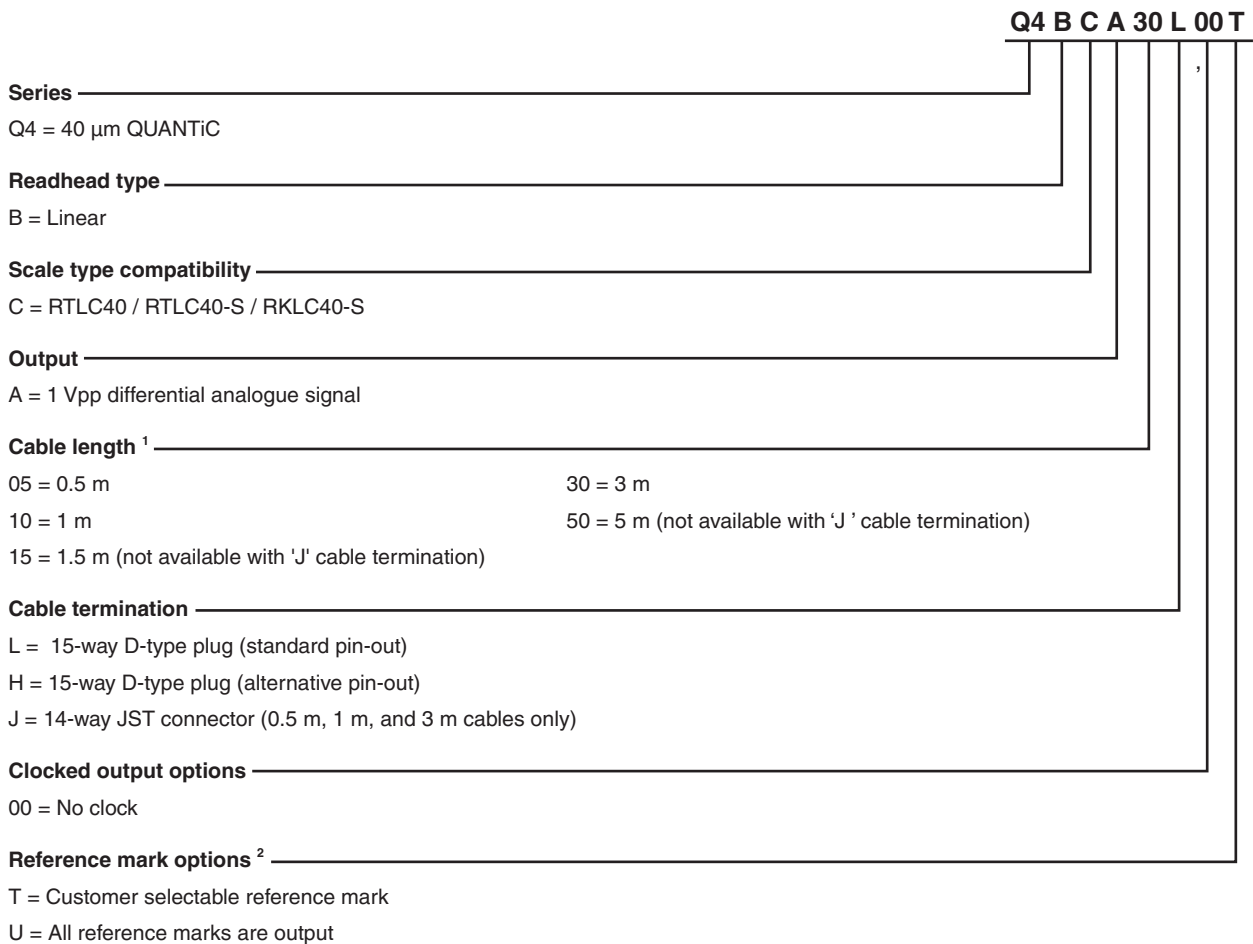 Q4 B C A 30 L 00 T
,
Series
Q4 = 40 µm QUANTiC
Readhead type
B = Linear
Scale type compatibility
C = RTLC40 / RTLC40-S / RKLC40-S
Output
A = 1 Vpp differential analogue signal
Cable length 1
05 = 0.5 m
30 = 3 m
10 = 1 m
50 = 5 m (not available with ‘J ’ cable termination)
15 = 1.5 m (not available with 'J' cable termination)
Cable termination
L = 15-way D-type plug (standard pin-out)
H = 15-way D-type plug (alternative pin-out)
J = 14-way JST connector (0.5 m, 1 m, and 3 m cables only)
Clocked output options
00 = No clock
Reference mark options 2
T = Customer selectable reference mark
U = All reference marks are output